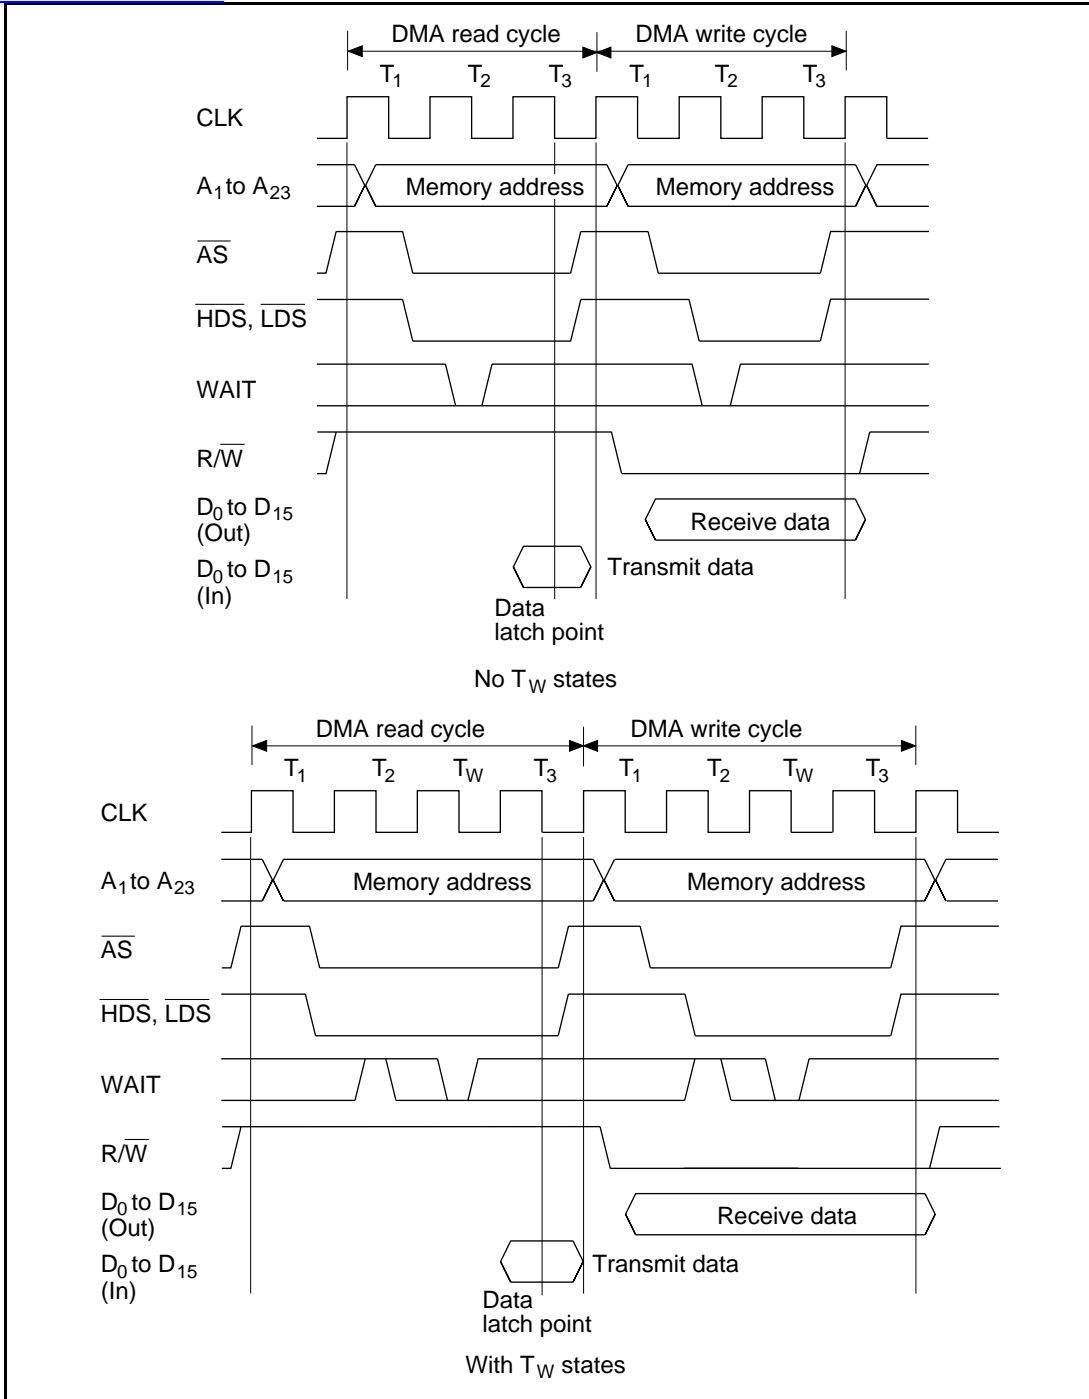 DMA read cycle DMA write cycle
T1 T2 T3 T1 T2 T3
CLK
A1 to A23 Memory address Memory address
AS
HDS, LDS
WAIT
R/W
D0 to D15 Receive data
(Out)
D0 to D15 Transmit data
(In)
Data
latch point
No TW states
DMA read cycle DMA write cycle
T1 T2 TW T3 T1 T2 TW T3
CLK
A1 to A23 Memory address Memory address
AS
HDS, LDS
WAIT
R/W
D0 to D15 Receive data
(Out)
D0 to D15 Transmit data
(In)
Data
latch point
With TW states